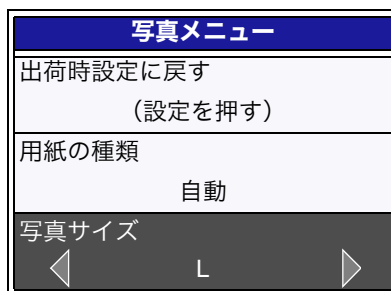 写真メニュー
出荷時設定に戻す
（設定を押す）
用紙の種類
自動
写真サイズ
L